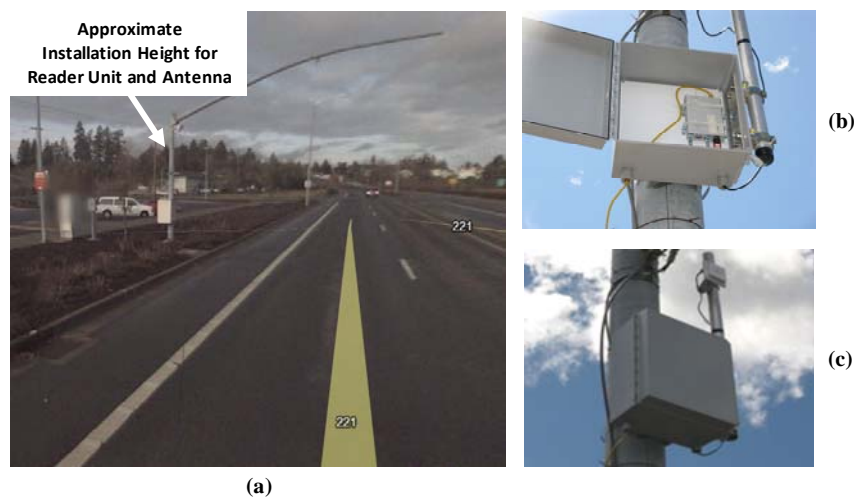 Approximate
Installation Height for
Reader Unit and Antenna
221
221
(a)
(b)
(c)